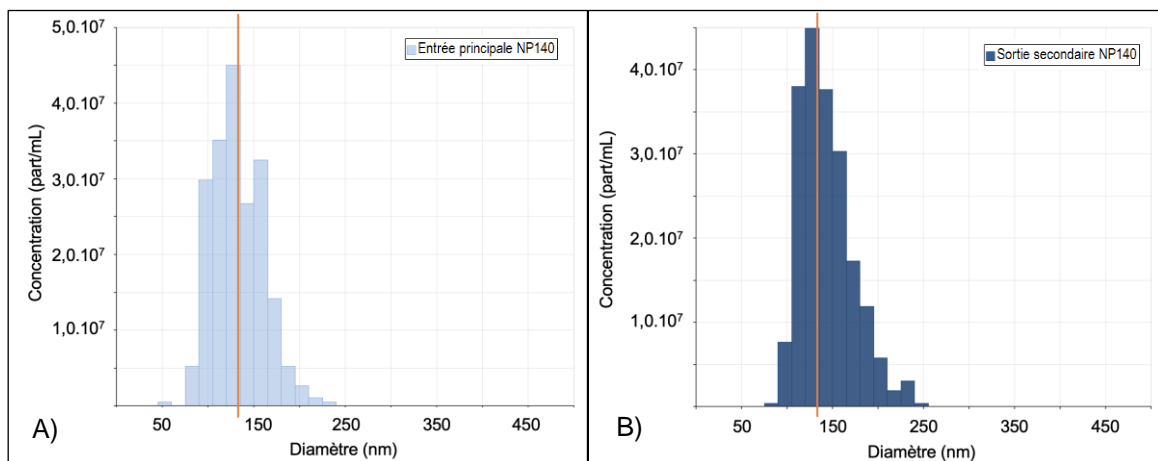 5,0.10⁷
4,0.10⁷
3,0.10⁷
2,0.10⁷
1,0.10⁷
Concentration (part/mL)
Entrée principale NP140
50
150
250
350
450
Diamètre (nm)
A)
4,0.10⁷
3,0.10⁷
2,0.10⁷
1,0.10⁷
Concentration (part/mL)
Sortie secondaire NP140
50
150
250
350
450
Diamètre (nm)
B)